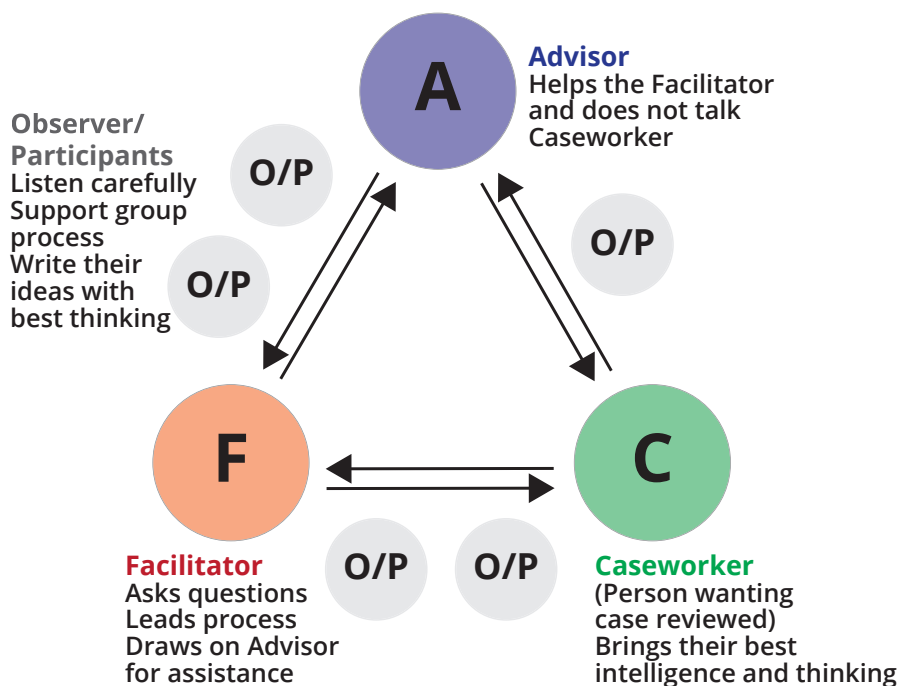 A
Advisor
Helps the Facilitator
and does not talk
Caseworker
Observer/
Participants
Listen carefully
Support group
process
Write their
ideas with
best thinking
O/P
O/P
O/P
F
C
O/P
O/P
Facilitator
Asks questions
Leads process
Draws on Advisor
for assistance
Caseworker
(Person wanting
case reviewed)
Brings their best
intelligence and thinking